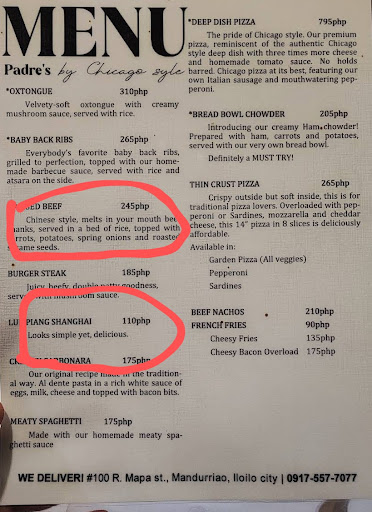 MENU
Padre's by Chicago style
*OXTONGUE 310php
Velvety-soft oxtongue with creamy
mushroom sauce, served with rice.
*BABY BACK RIBS 265php
Everybody's favorite baby back ribs,
grilled to perfection, topped with our home-
made barbecue sauce, served with rice and
atsara on the side.
BEEF 245php
Chinese style, melts in your mouth
served in a bed of rice, topped with
potatoes, spring onions and roasted
seeds.
BURGER STEAK 185php
Juicy, beefy, double patty goodness,
served with mushroom sauce.
SHANGHAI 110php
Looks simple yet, delicious.
175php
Our original recipe made in the tradition-
al way. Al dente pasta in a rich white sauce of
eggs, milk, cheese and topped with bacon bits.
MEATY SPAGHETTI 175php
Made with our homemade meaty spa-
ghetti sauce
*DEEP DISH PIZZA 795php
The pride of Chicago style. Our premium
pizza, reminiscent of the authentic Chicago
style deep dish with three times more cheese
and homemade tomato sauce. No holds
barred. Chicago pizza at its best, featuring our
own Italian sausage and mouthwatering pep-
peroni.
*BREAD BOWL CHOWDER 205php
Introducing our creamy Ham chowder!
Prepared with ham, carrots and potatoes,
served with our very own bread bowl.
Definitely a MUST TRY!
THIN CRUST PIZZA 265php
Crispy outside but soft inside, this is
for traditional pizza lovers. Overloaded with pep-
peroni or Sardines, mozzarella and cheddar
cheese, this 14" pizza in 8 slices is deliciously
affordable.
Available in:
Garden Pizza (All veggies)
Pepperoni
Sardines
BEEF NACHOS 210php
FRENCH FRIES 90php
Cheesy Fries 135php
Cheesy Bacon Overload 175php
WE DELIVER! #100 R. Mapa st., Mandurriao, Iloilo city | 0917-557-7077